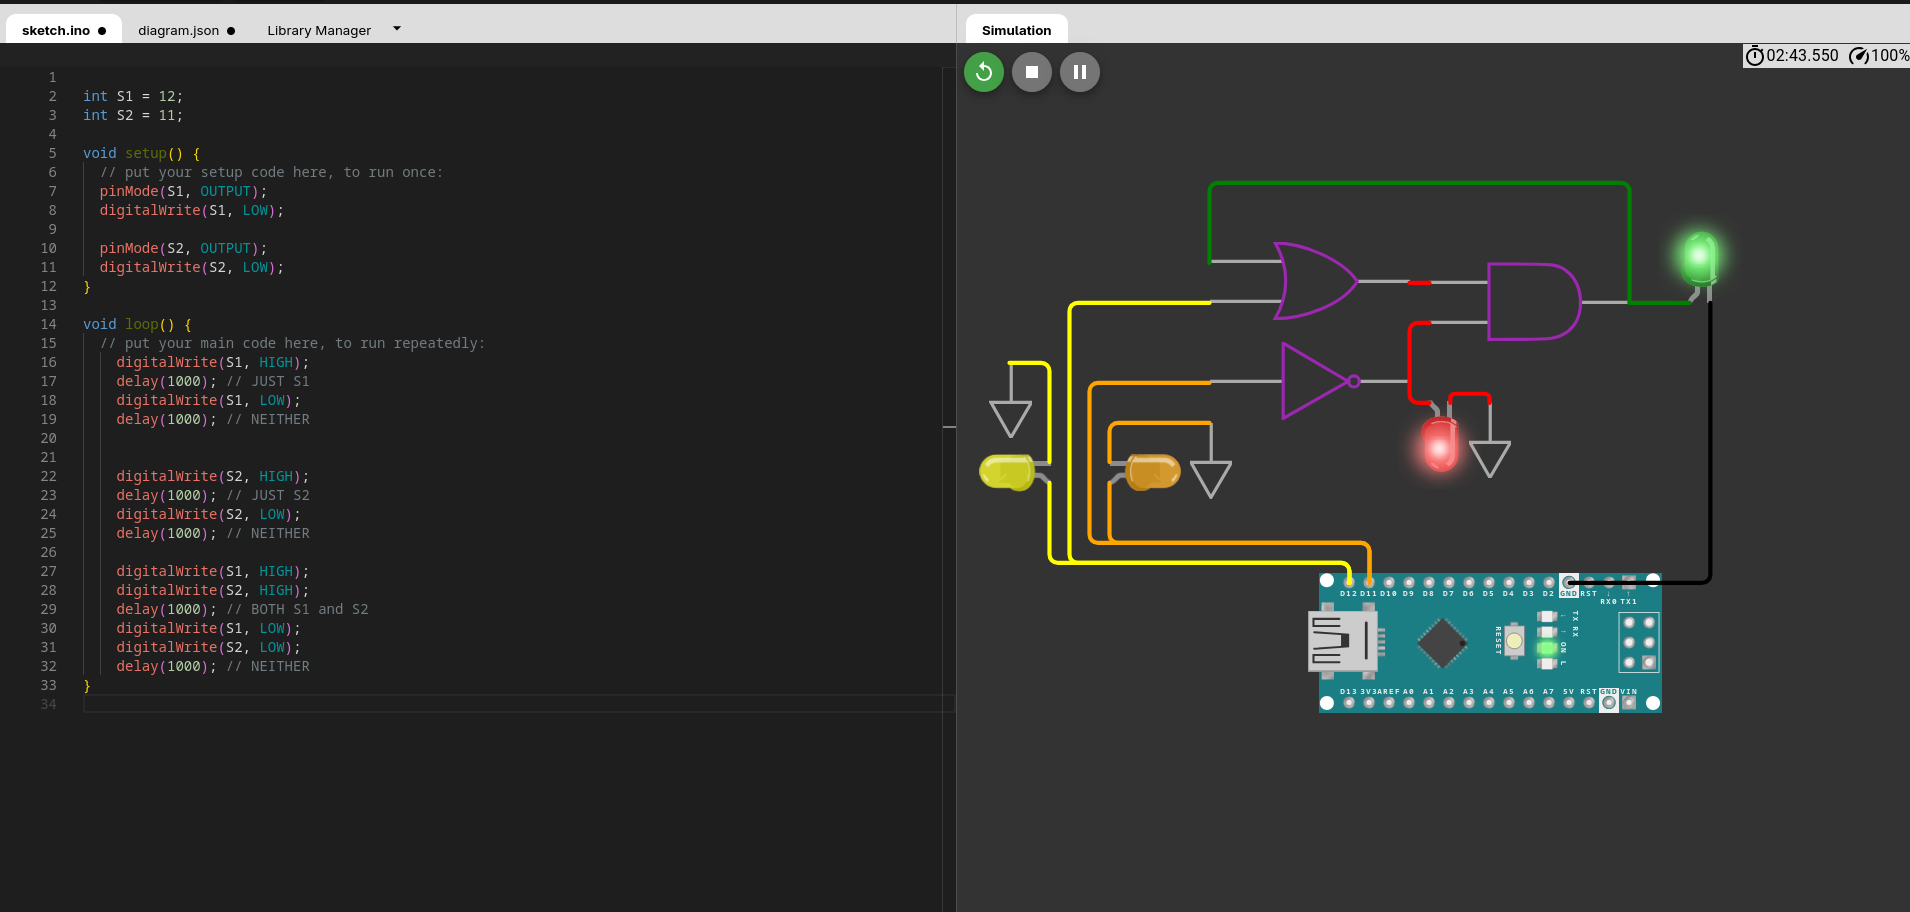 sketch.ino
diagram.json
Library Manager
Simulation
02:43.550
100%
1
2 int S1 = 12;
3 int S2 = 11;
4
5 void setup() {
6 // put your setup code here, to run once:
7 pinMode(S1, OUTPUT);
8 digitalWrite(S1, LOW);
9
10 pinMode(S2, OUTPUT);
11 digitalWrite(S2, LOW);
12 }
13
14 void loop() {
15 // put your main code here, to run repeatedly:
16 digitalWrite(S1, HIGH);
17 delay(1000); // JUST S1
18 digitalWrite(S1, LOW);
19 delay(1000); // NEITHER
20
21
22 digitalWrite(S2, HIGH);
23 delay(1000); // JUST S2
24 digitalWrite(S2, LOW);
25 delay(1000); // NEITHER
26
27 digitalWrite(S1, HIGH);
28 digitalWrite(S2, HIGH);
29 delay(1000); // BOTH S1 and S2
30 digitalWrite(S1, LOW);
31 digitalWrite(S2, LOW);
32 delay(1000); // NEITHER
33 }
34
D12 D11 D10 D9 D8 D7 D6 D5 D4 D3 D2 GND RST
RX0 TX1
RESET
TX RX
ON L
D13 3V3 AREF A0 A1 A2 A3 A4 A5 A6 A7 5V RST GND VIN